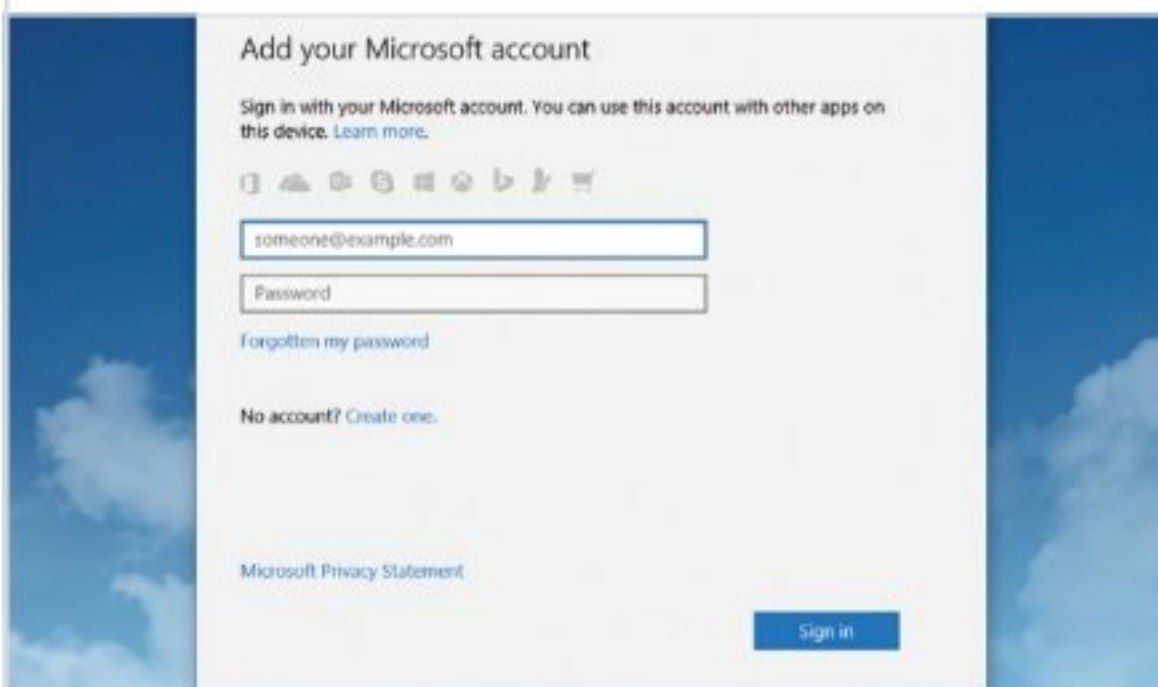 Add your Microsoft account
Sign in with your Microsoft account. You can use this account with other apps on
this device. Learn more.
someone@example.com
Password
Forgotten my password
No account? Create one.
Microsoft Privacy Statement
Sign in